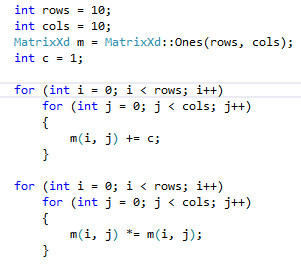 int rows = 10;
int cols = 10;
MatrixXd m = MatrixXd::Ones(rows, cols);
int c = 1;
for (int i = 0; i < rows; i++)
for (int j = 0; j < cols; j++)
{
m(i, j) += c;
}
for (int i = 0; i < rows; i++)
for (int j = 0; j < cols; j++)
{
m(i, j) *= m(i, j);
}